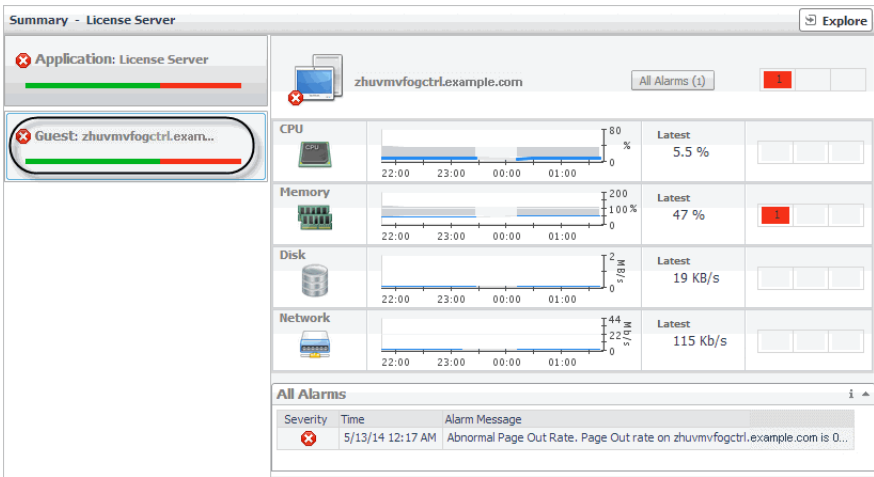 Summary - License Server
Explore
Application: License Server
Guest: zhuvmvfogctrl.exam...
zhuvmvfogctrl.example.com
All Alarms (1)
1
CPU
CPU
80
%
0
22:00 23:00 00:00 01:00
Latest
5.5 %
Memory
200
100 %
0
22:00 23:00 00:00 01:00
Latest
47 %
1
Disk
2
MB/s
0
22:00 23:00 00:00 01:00
Latest
19 KB/s
Network
44
22
Mb/s
0
22:00 23:00 00:00 01:00
Latest
115 Kb/s
All Alarms
i
Severity Time Alarm Message
5/13/14 12:17 AM Abnormal Page Out Rate. Page Out rate on zhuvmvfogctrl.example.com is 0...